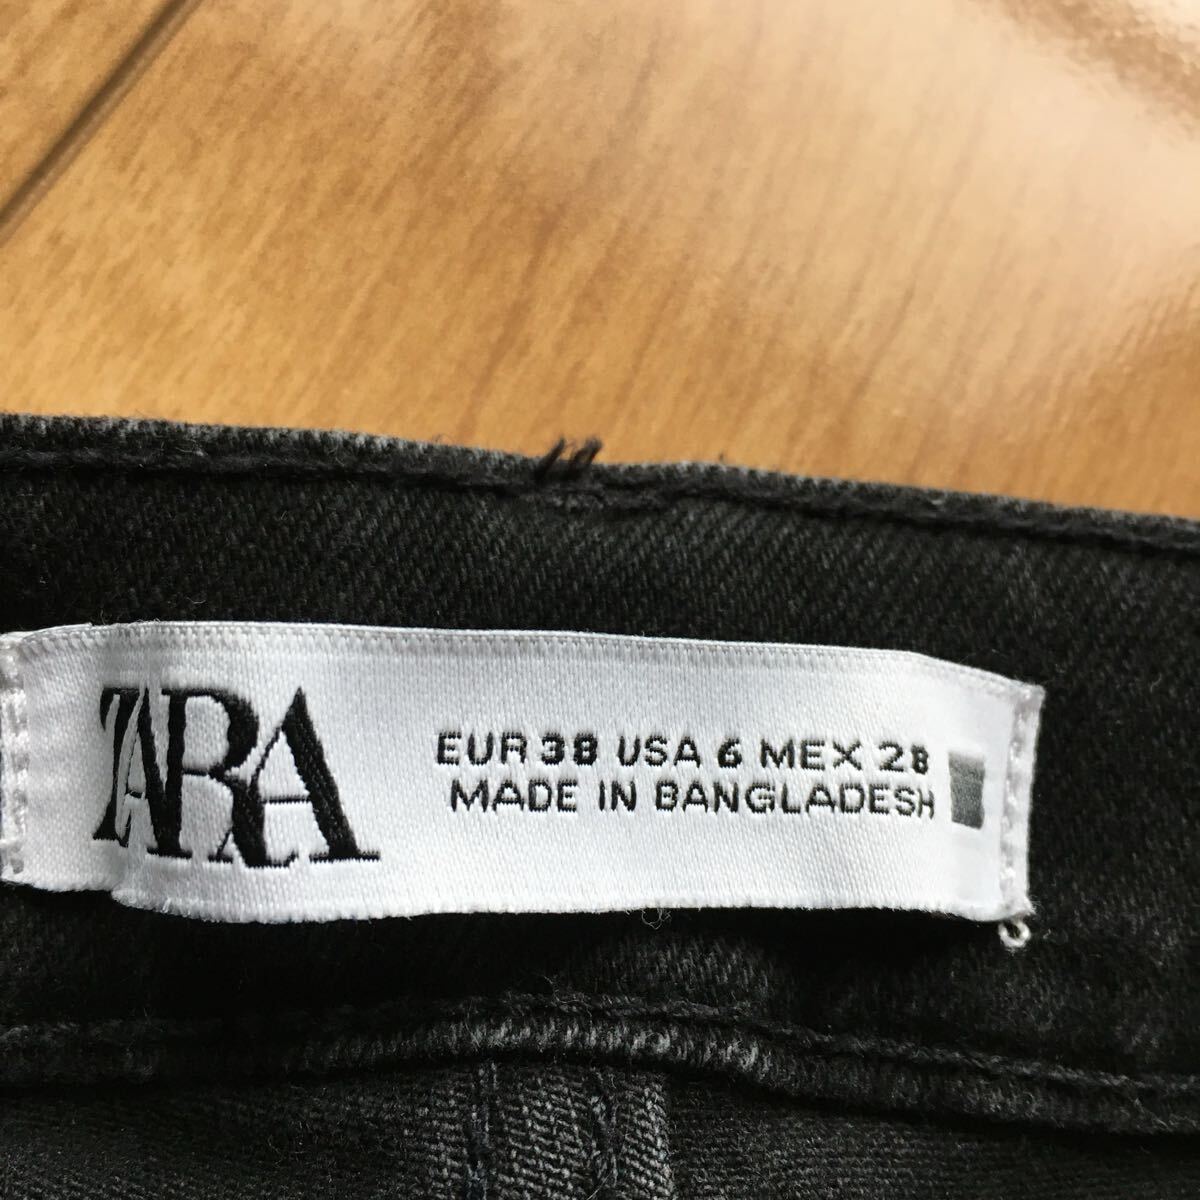 ZARA
EUR 38 USA 6 MEX 28
MADE IN BANGLADESH